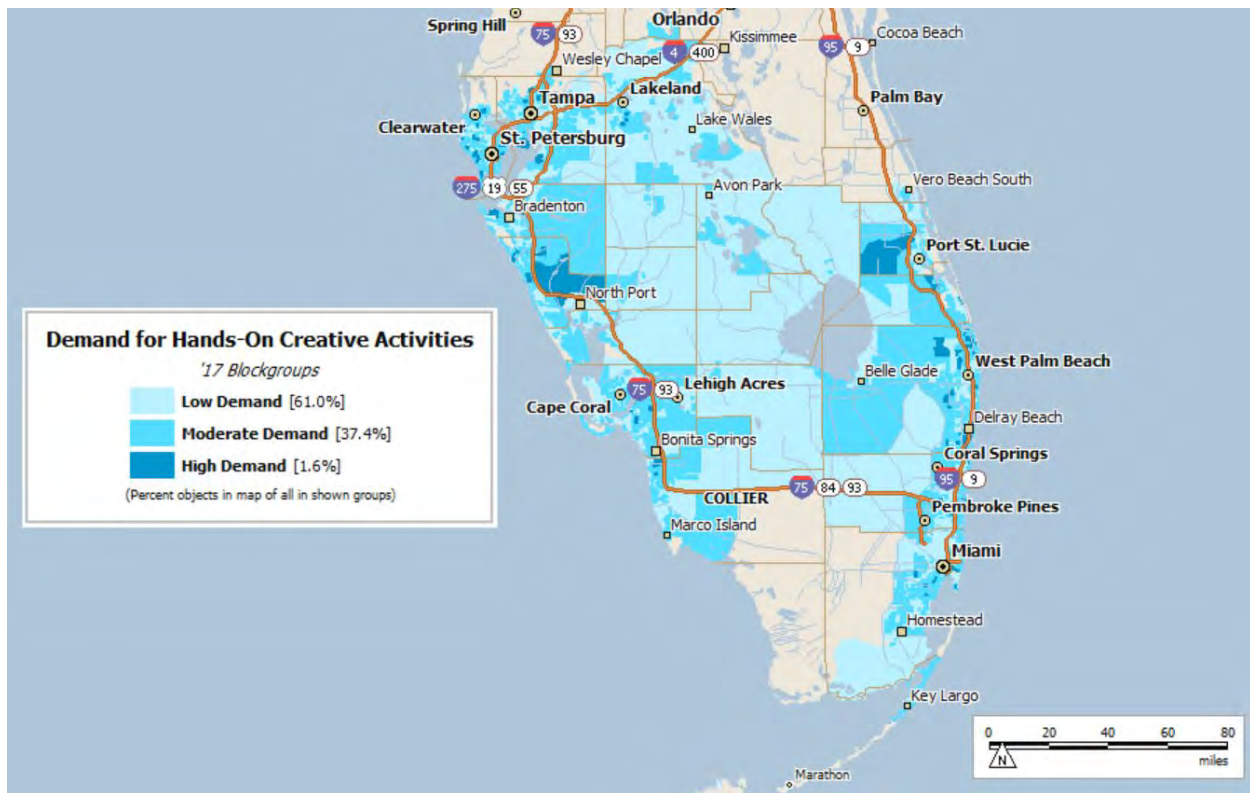 Orlando
Spring Hill
75 93
Kissimmee
95 9
Cocoa Beach
Wesley Chapel
4 400
Lakeland
Tampa
Palm Bay
Clearwater
Lake Wales
St. Petersburg
275 19 55
Avon Park
Vero Beach South
Bradenton
Port St. Lucie
North Port
Demand for Hands-On Creative Activities
'17 Blockgroups
Low Demand [61.0%]
Moderate Demand [37.4%]
High Demand [1.6%]
(Percent objects in map of all in shown groups)
West Palm Beach
Belle Glade
75 93
Lehigh Acres
Cape Coral
Delray Beach
Bonita Springs
Coral Springs
95 9
75 84 93
COLLIER
Pembroke Pines
Marco Island
Miami
Homestead
Key Largo
0 20 40 60 80
N
miles
Marathon